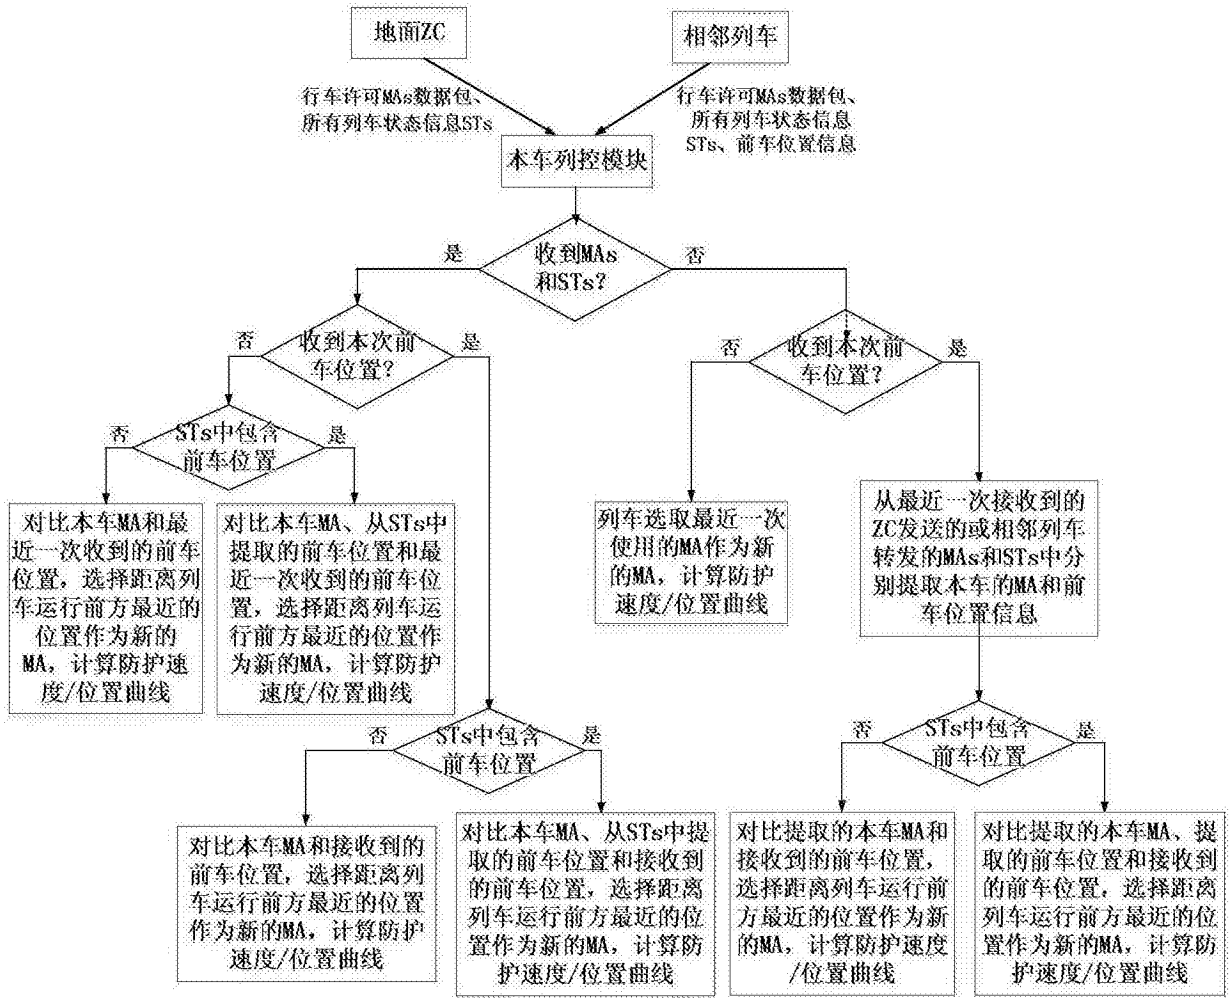 地面ZC
相邻列车
行车许可MAs数据包、
所有列车状态信息STs
行车许可MAs数据包、
所有列车状态信息
STs、前车位置信息
本车列控模块
收到MAs
和STs?
是
否
收到本次前
车位置?
否
是
收到本次前
车位置?
否
是
STs中包含
前车位置
否
是
对比本车MA和最
近一次收到的前车
位置，选择距离列
车运行前方最近的
位置作为新的
MA，计算防护速
度/位置曲线
对比本车MA、从STs中
提取的前车位置和最
近一次收到的前车位
置，选择距离列车运
行前方最近的位置作
为新的MA，计算防护
速度/位置曲线
列车选取最近一次
使用的MA作为新
的MA，计算防护
速度/位置曲线
从最近一次接收到的
ZC发送的或相邻列车
转发的MAs和STs中分
别提取本车的MA和前
车位置信息
STs中包含
前车位置
否
是
STs中包含
前车位置
否
是
对比本车MA和接收到的
前车位置，选择距离列
车运行前方最近的位置
作为新的MA，计算防护
速度/位置曲线
对比本车MA、从STs中提
取的前车位置和接收到
的前车位置，选择距离
列车运行前方最近的位
置作为新的MA，计算防
护速度/位置曲线
对比提取的本车MA和
接收到的前车位置，
选择距离列车运行前
方最近的位置作为新
的MA，计算防护速度
/位置曲线
对比提取的本车MA、提
取的前车位置和接收到
的前车位置，选择距离
列车运行前方最近的位
置作为新的MA，计算防
护速度/位置曲线